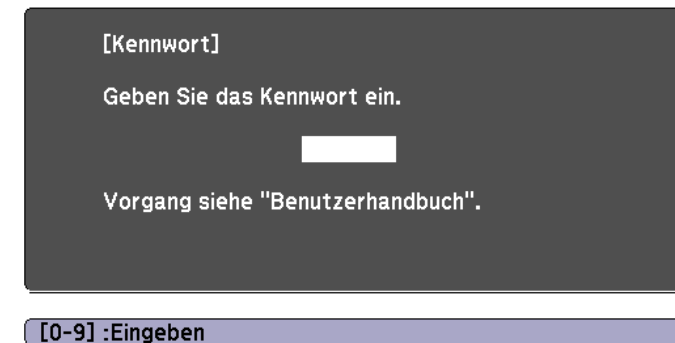 [Kennwort]
Geben Sie das Kennwort ein.
Vorgang siehe "Benutzerhandbuch".
[0-9] :Eingeben